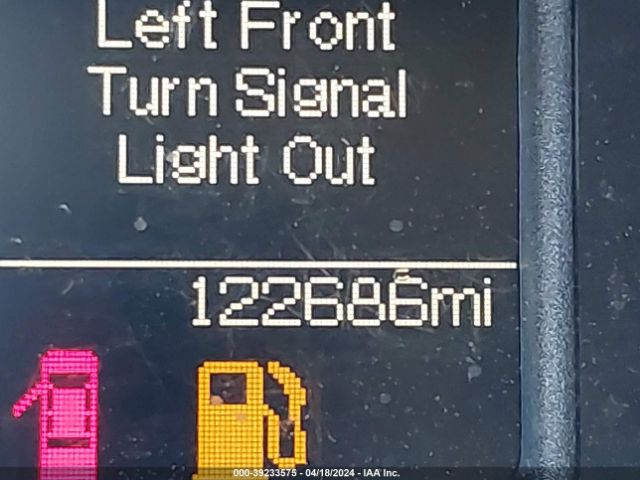 Left Front
Turn Signal
Light Out
122686mi
000-39233575 - 04/18/2024 - IAA Inc.